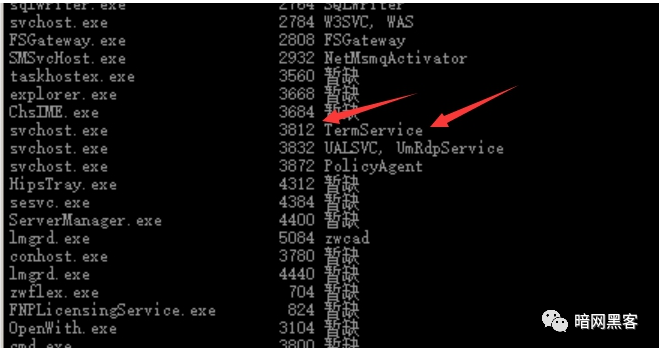 sqlwriter.exe 2764 SQLWriter
svchost.exe 2784 W3SVC, WAS
FSGateway.exe 2808 FSGateway
SMSvcHost.exe 2932 NetMsmqActivator
taskhostex.exe 3560 暂缺
explorer.exe 3668 暂缺
ChsIME.exe 3684 暂缺
svchost.exe 3812 TermService
svchost.exe 3832 UALSVC, UmRdpService
svchost.exe 3872 PolicyAgent
HipsTray.exe 4312 暂缺
sesvc.exe 4384 暂缺
ServerManager.exe 4400 暂缺
lmgrd.exe 5084 zwcad
conhost.exe 3780 暂缺
lmgrd.exe 4440 暂缺
zwflex.exe 704 暂缺
FNPLicensingService.exe 824 暂缺
OpenWith.exe 3104 暂缺
cmd.exe 3800 暂缺
暗网黑客